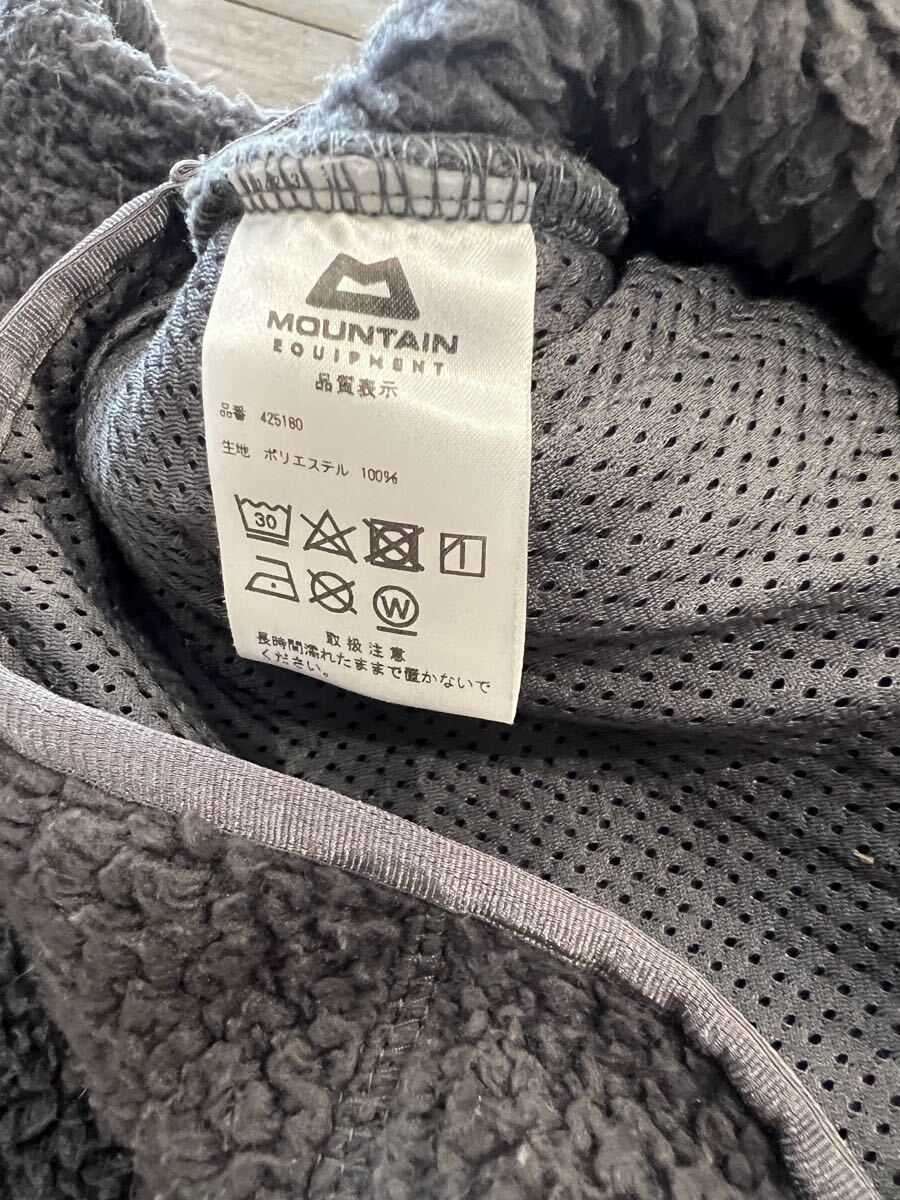 MOUNTAIN
EQUIPMENT
品質表示
品番 425180
生地 ポリエステル 100%
30
W
取扱注意
長時間濡れたままで置かないで
ください。